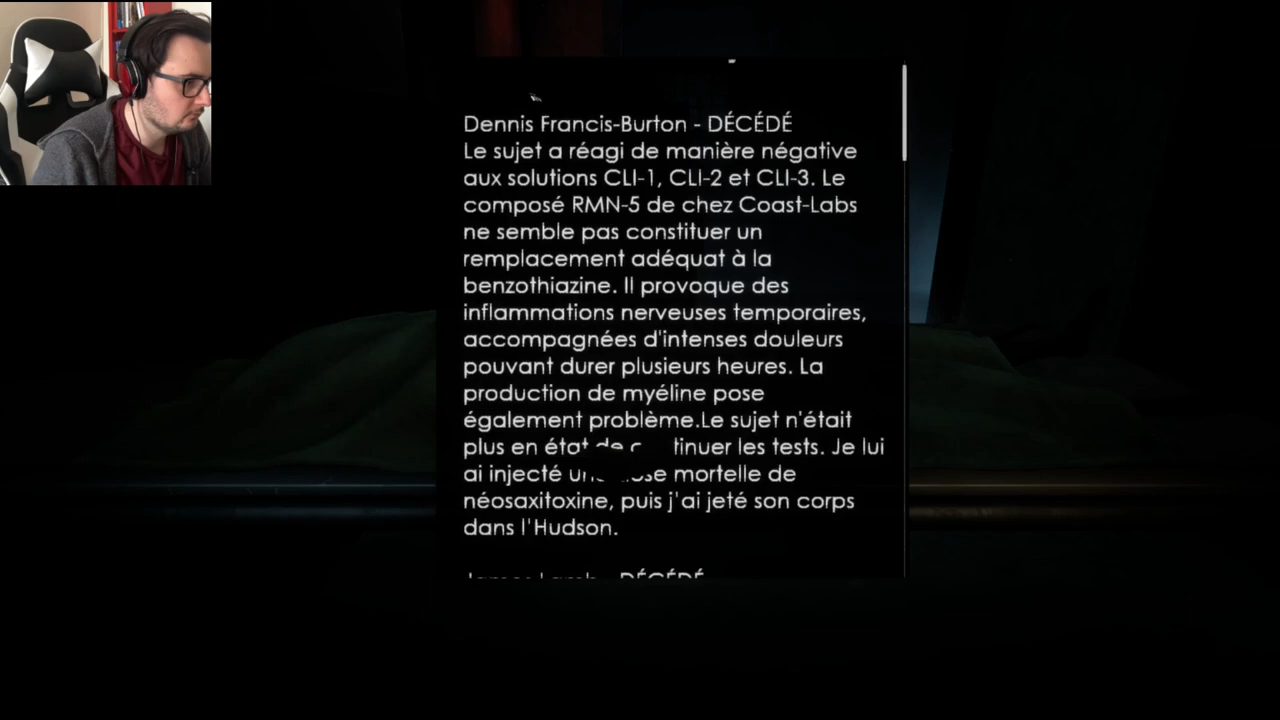 Dennis Francis-Burton - DÉCÉDÉ
Le sujet a réagi de manière négative
aux solutions CLI-1, CLI-2 et CLI-3. Le
composé RMN-5 de chez Coast-Labs
ne semble pas constituer un
remplacement adéquat à la
benzothiazine. Il provoque des
inflammations nerveuses temporaires,
accompagnées d'intenses douleurs
pouvant durer plusieurs heures. La
production de myéline pose
également problème.Le sujet n'était
plus en état de les tests. Je lui
ai injecté mortelle de
néosaxitoxine, puis j'ai jeté son corps
dans l'Hudson.
DÉCÉDÉ